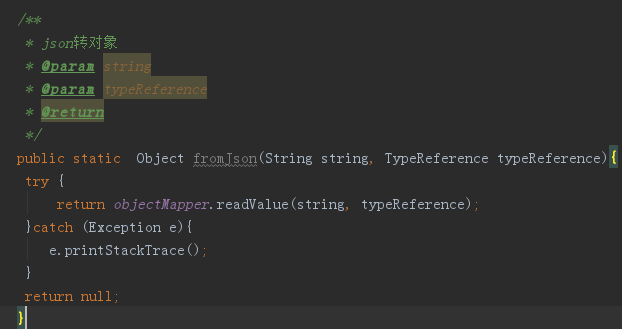 /**
* json转对象
* @param string
* @param typeReference
* @return
*/
public static  Object fromJson(String string, TypeReference typeReference){
try {
return objectMapper.readValue(string, typeReference);
}catch (Exception e){
e.printStackTrace();
}
return null;
}